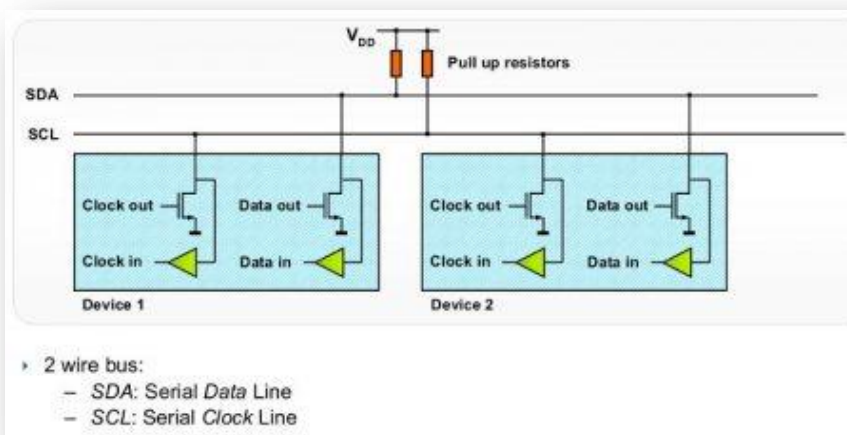 VDD
Pull up resistors
SDA
SCL
Clock out Data out Clock out Data out
Clock in Data in Clock in Data in
Device 1 Device 2
‣ 2 wire bus:
– SDA: Serial Data Line
– SCL: Serial Clock Line